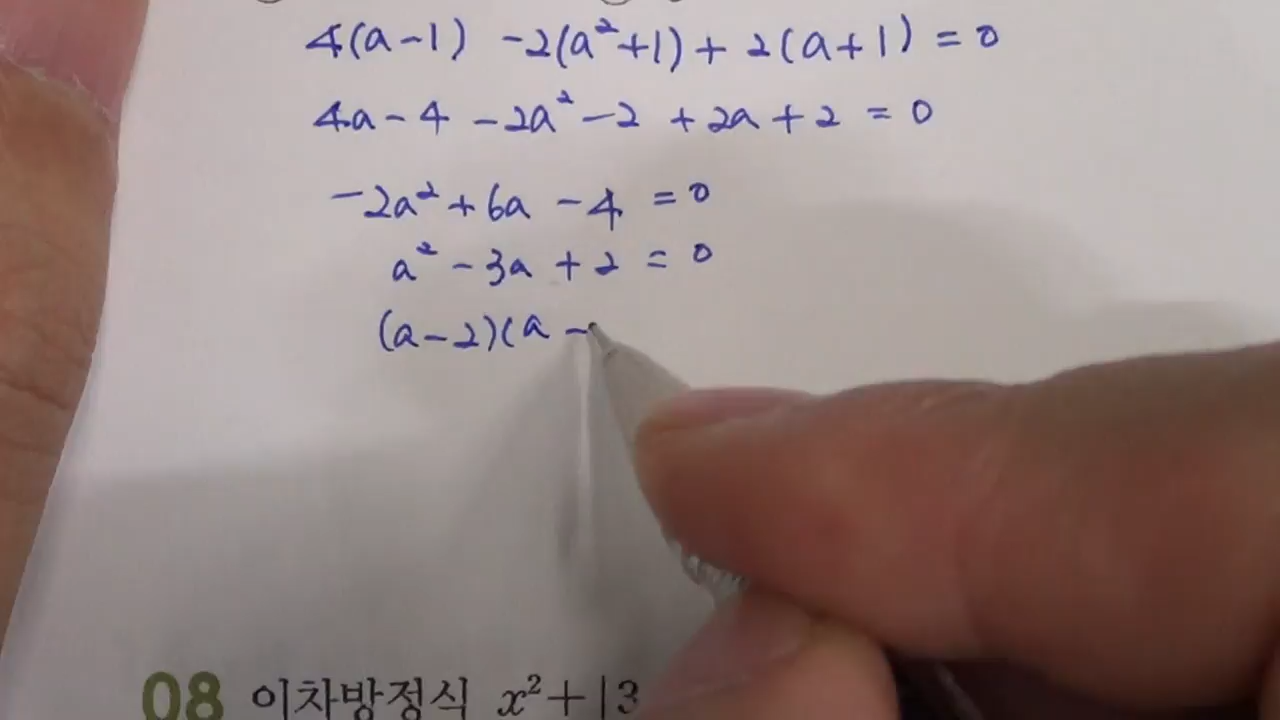 4(a-1) -2(a²+1) + 2(a+1) = 0
4a - 4 - 2a² - 2 + 2a + 2 = 0
-2a² + 6a - 4 = 0
a² - 3a + 2 = 0
(a-2)(a -
08 이차방정식 x²+|3